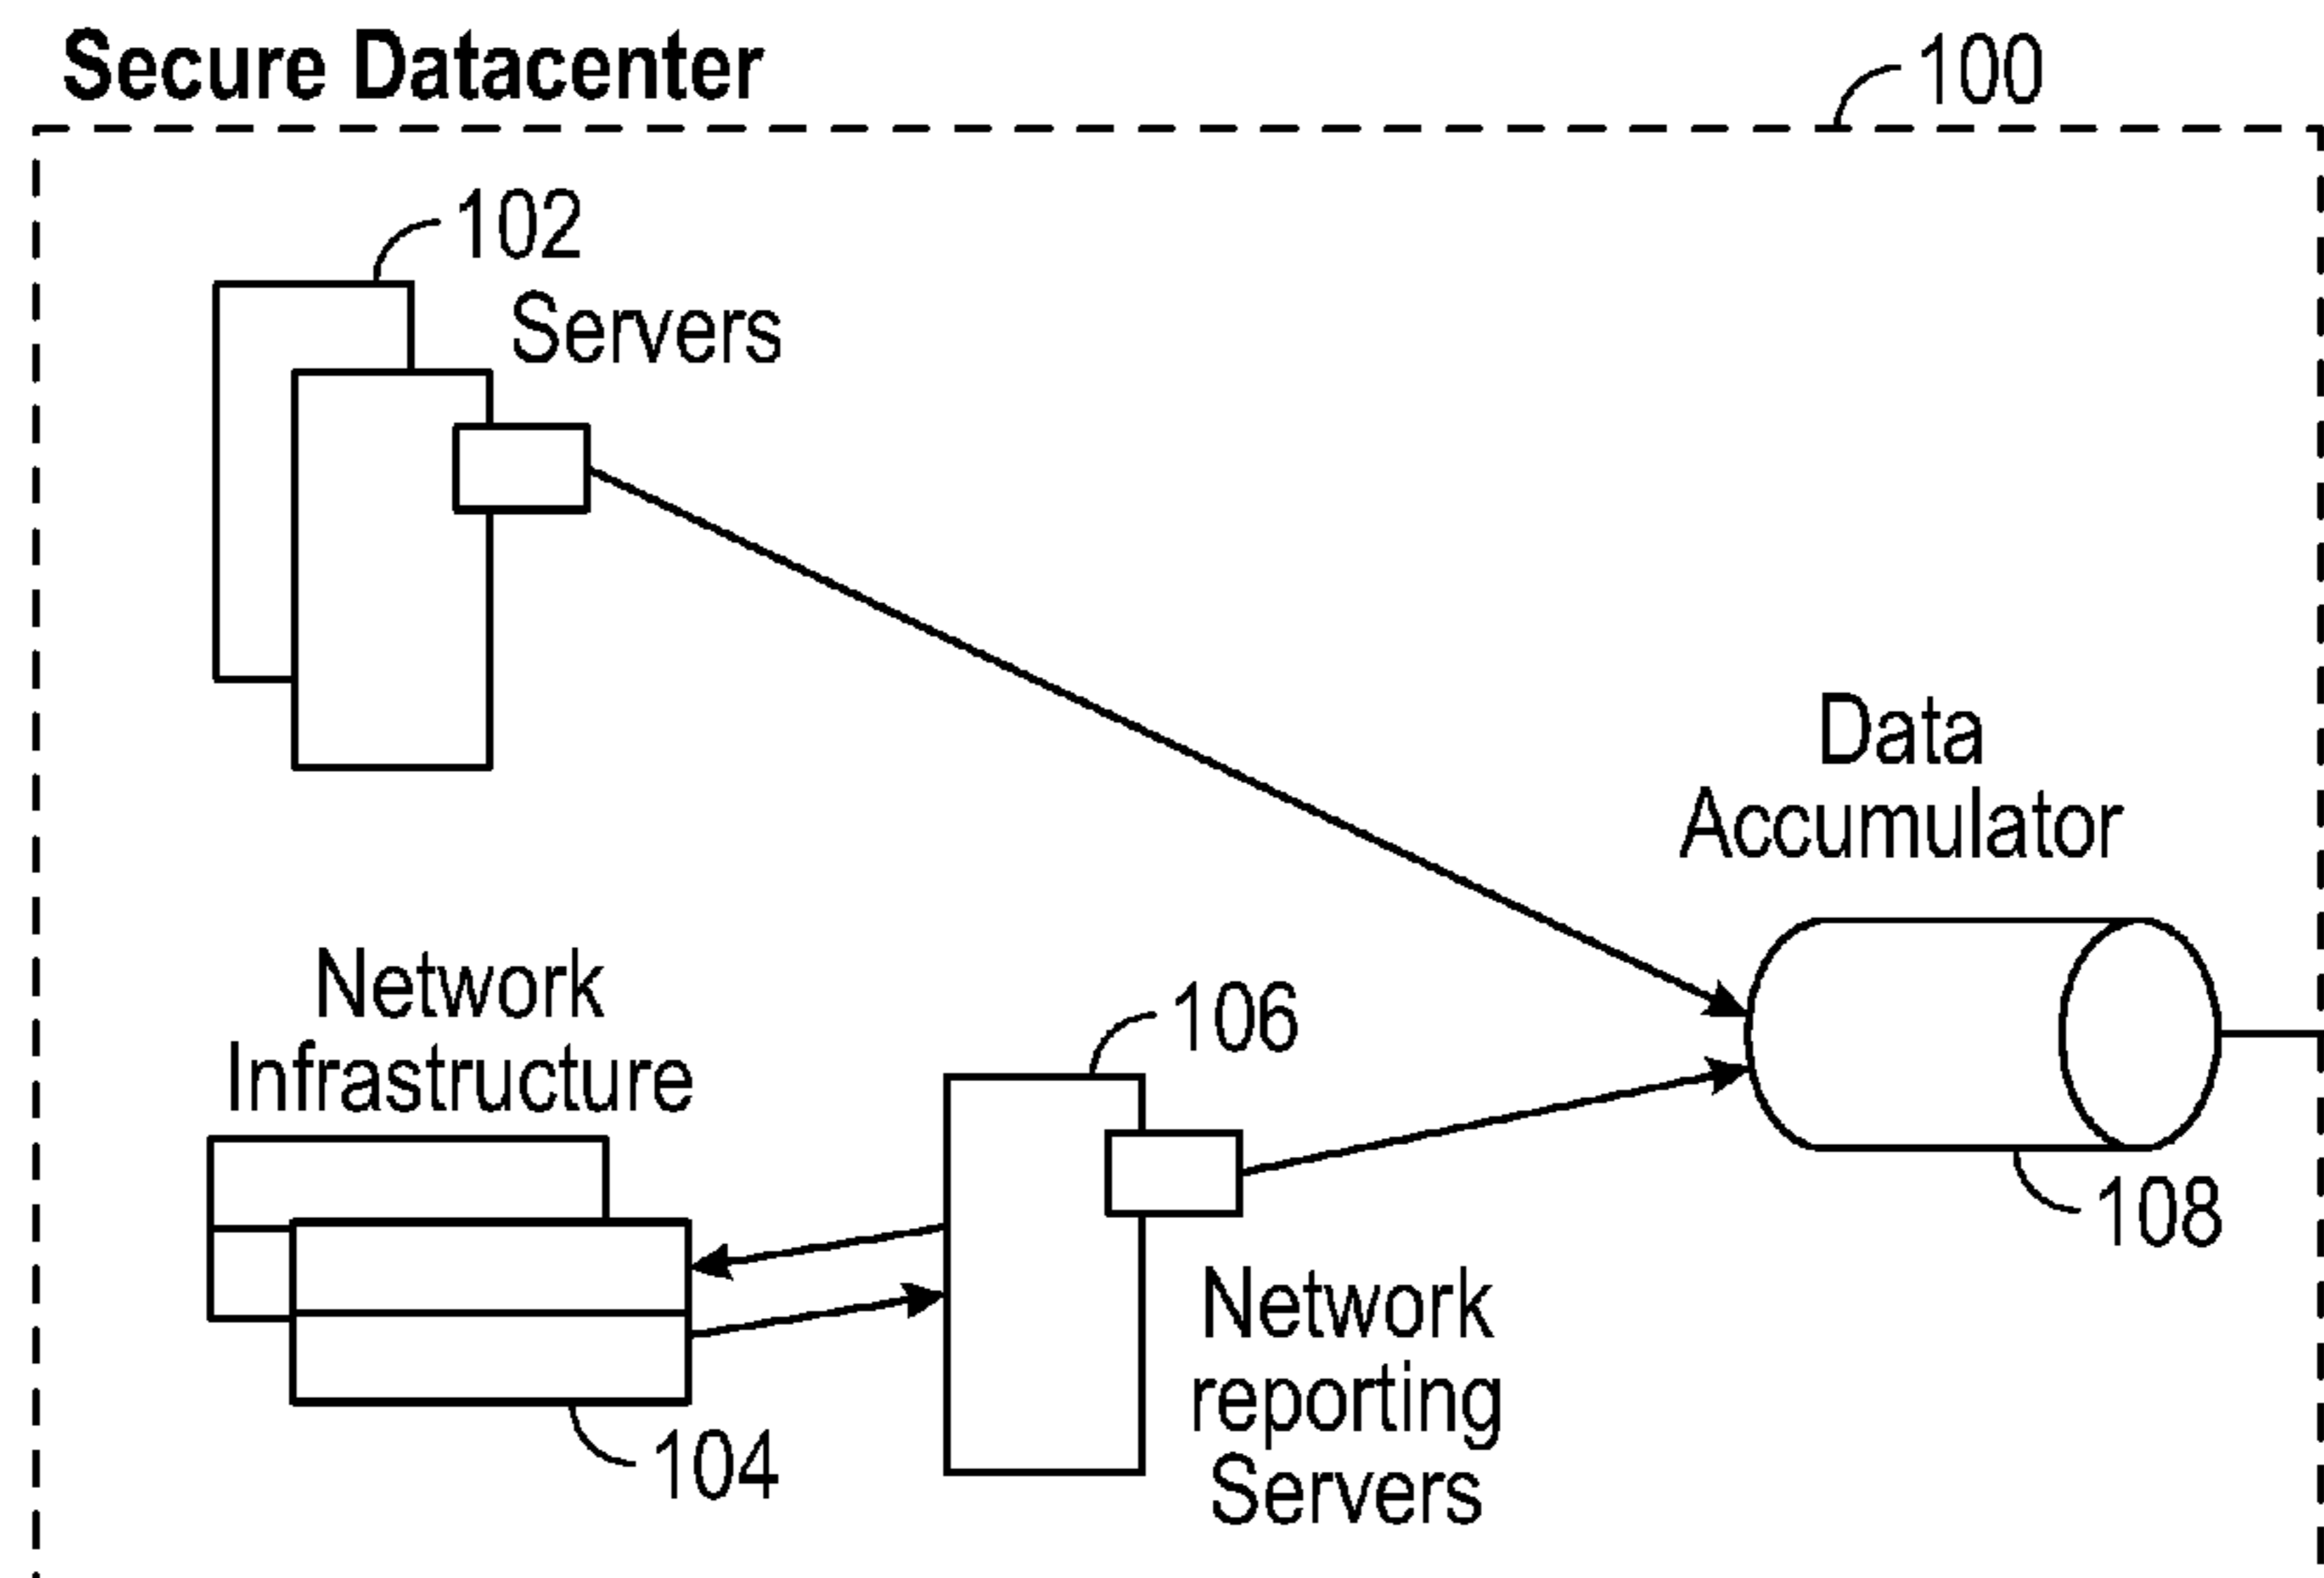 Secure Datacenter
100
102
Servers
Data
Accumulator
Network
Infrastructure
106
108
Network
reporting
Servers
104